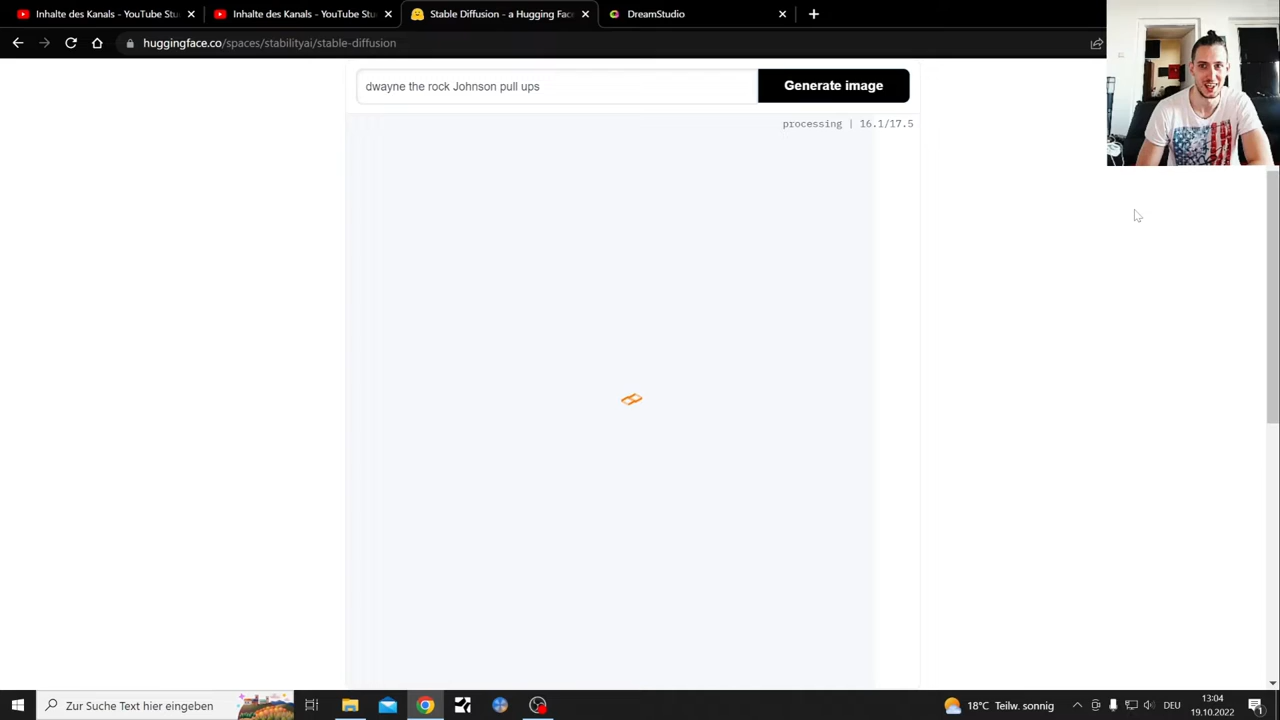 Inhalte des Kanals - YouTube Stu
Inhalte des Kanals - YouTube Stu
Stable Diffusion - a Hugging Fac
DreamStudio
huggingface.co/spaces/stabilityai/stable-diffusion
dwayne the rock Johnson pull ups
Generate image
processing | 16.1/17.5
Zur Suche Text hier eingeben
18°C Teilw. sonnig
DEU
13:04
19.10.2022
1